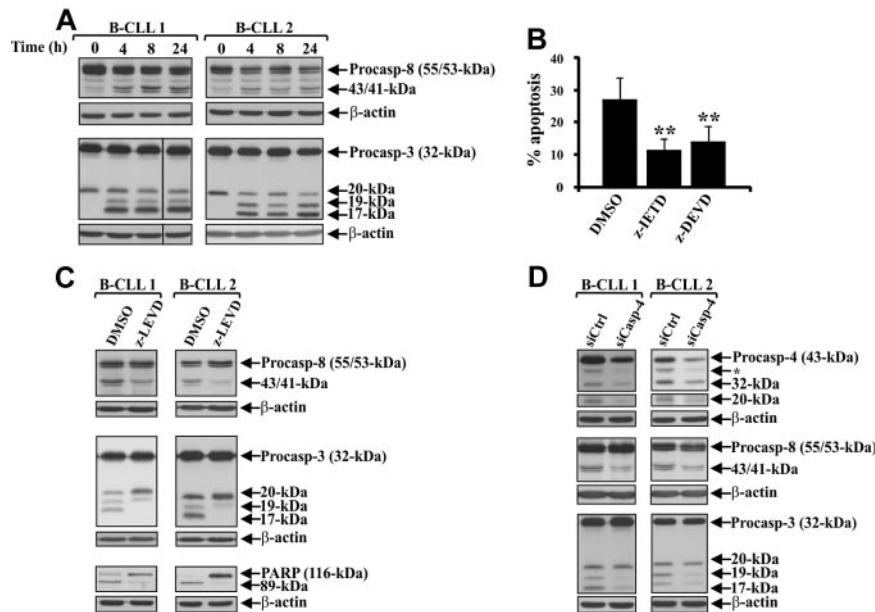 A
B-CLL 1 B-CLL 2
Time (h) 0 4 8 24 0 4 8 24
Procasp-8 (55/53-kDa)
43/41-kDa
β-actin
Procasp-3 (32-kDa)
20-kDa
19-kDa
17-kDa
β-actin
B
% apoptosis
40
30
20
10
0
** **
DMSO z-IETD z-DEVD
C
B-CLL 1 B-CLL 2
DMSO z-LEVD DMSO z-LEVD
Procasp-8 (55/53-kDa)
43/41-kDa
β-actin
Procasp-3 (32-kDa)
20-kDa
19-kDa
17-kDa
β-actin
PARP (116-kDa)
89-kDa
β-actin
D
B-CLL 1 B-CLL 2
siCtrl siCasp-4 siCtrl siCasp-4
Procasp-4 (43-kDa)
*
32-kDa
20-kDa
β-actin
Procasp-8 (55/53-kDa)
43/41-kDa
β-actin
Procasp-3 (32-kDa)
20-kDa
19-kDa
17-kDa
β-actin